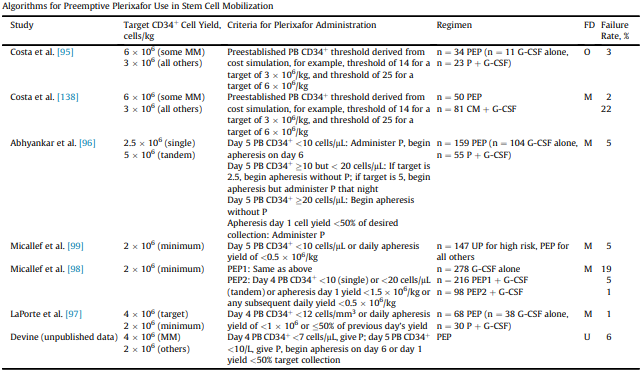 Algorithms for Preemptive Plerixafor Use in Stem Cell Mobilization
Study Target CD34⁺ Cell Yield, cells/kg Criteria for Plerixafor Administration Regimen FD Failure Rate, %
Costa et al. [95] 6 × 10⁶ (some MM) Preestablished PB CD34⁺ threshold derived from n = 34 PEP (n = 11 G-CSF alone, O 3
3 × 10⁶ (all others) cost simulation, for example, threshold of 14 for a n = 23 P + G-CSF)
target of 3 × 10⁶/kg, and threshold of 25 for a
target of 6 × 10⁶/kg
Costa et al. [138] 6 × 10⁶ (some MM) Preestablished PB CD34⁺ threshold derived from n = 50 PEP M 2
3 × 10⁶ (all others) cost simulation, for example, threshold of 14 for a n = 81 CM + G-CSF 22
target of 3 × 10⁶/kg, and threshold of 25 for a
target of 6 × 10⁶/kg
Abhyankar et al. [96] 2.5 × 10⁶ (single) Day 5 PB CD34⁺ <10 cells/μL: Administer P, begin n = 159 PEP (n = 104 G-CSF alone, M 5
5 × 10⁶ (tandem) apheresis on day 6 n = 55 P + G-CSF)
Day 5 PB CD34⁺ ≥10 but < 20 cells/μL: If target is
2.5, begin apheresis without P; if target is 5, begin
apheresis but administer P that night
Day 5 PB CD34⁺ ≥20 cells/μL: Begin apheresis
without P
Apheresis day 1 cell yield <50% of desired
collection: Administer P
Micallef et al. [99] 2 × 10⁶ (minimum) Day 5 PB CD34⁺ <10 cells/μL or daily apheresis n = 147 UP for high risk, PEP for M 5
yield of <0.5 × 10⁶/kg all others
Micallef et al. [98] 2 × 10⁶ (minimum) PEP1: Same as above n = 278 G-CSF alone M 19
PEP2: Day 4 PB CD34⁺ <10 (single) or <20 cells/μL n = 216 PEP1 + G-CSF 5
(tandem) or apheresis day 1 yield <1.5 × 10⁶/kg or n = 98 PEP2 + G-CSF 1
any subsequent daily yield <0.5 × 10⁶/kg
LaPorte et al. [97] 4 × 10⁶ (target) Day 4 PB CD34⁺ <12 cells/mm³ or daily apheresis n = 68 PEP (n = 38 G-CSF alone, M 1
2 × 10⁶ (minimum) yield of <1 × 10⁶ or ≤50% of previous day's yield n = 30 P + G-CSF)
Devine (unpublished data) 4 × 10⁶ (MM) Day 4 PB CD34⁺ <7 cells/μL, give P; day 5 PB CD34⁺ PEP U 6
2 × 10⁶ (others) <10/L, give P, begin apheresis on day 6 or day 1
yield <50% target collection